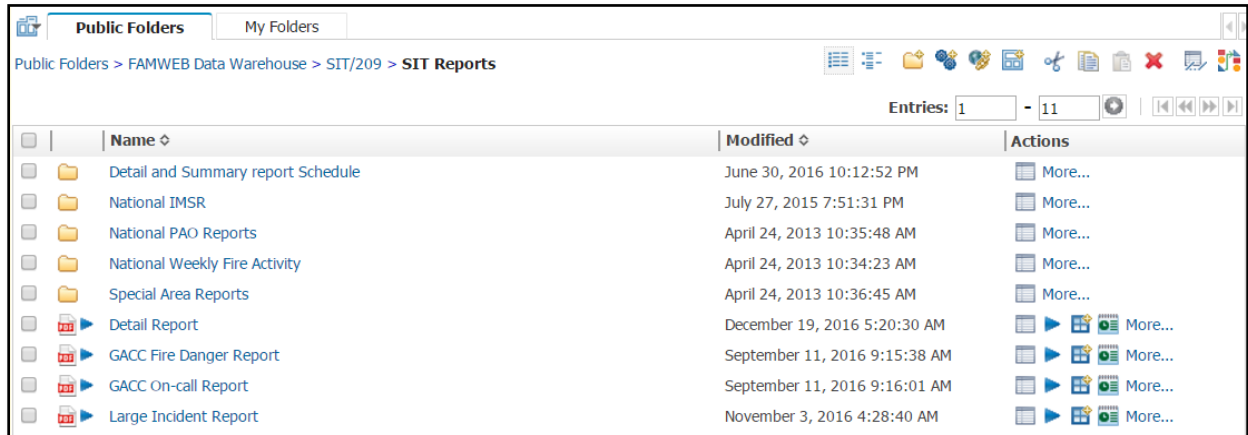 Public Folders My Folders
Public Folders > FAMWEB Data Warehouse > SIT/209 > SIT Reports
Entries: 1 - 11
Name Modified Actions
Detail and Summary report Schedule June 30, 2016 10:12:52 PM More...
National IMSR July 27, 2015 7:51:31 PM More...
National PAO Reports April 24, 2013 10:35:48 AM More...
National Weekly Fire Activity April 24, 2013 10:34:23 AM More...
Special Area Reports April 24, 2013 10:36:45 AM More...
PDF Detail Report December 19, 2016 5:20:30 AM More...
PDF GACC Fire Danger Report September 11, 2016 9:15:38 AM More...
PDF GACC On-call Report September 11, 2016 9:16:01 AM More...
PDF Large Incident Report November 3, 2016 4:28:40 AM More...